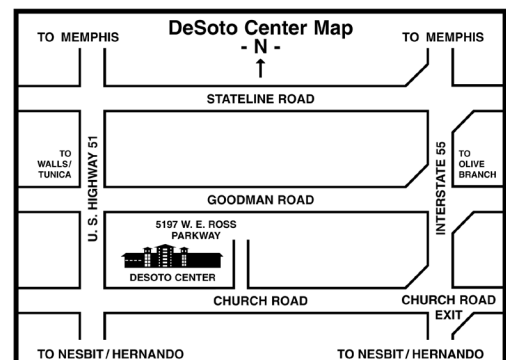 DeSoto Center Map
- N -
TO MEMPHIS
TO MEMPHIS
STATELINE ROAD
TO
WALLS/
TUNICA
U. S. HIGHWAY 51
INTERSTATE 55
TO
OLIVE
BRANCH
GOODMAN ROAD
5197 W. E. ROSS
PARKWAY
DESOTO CENTER
CHURCH ROAD
CHURCH ROAD
EXIT
TO NESBIT / HERNANDO
TO NESBIT / HERNANDO